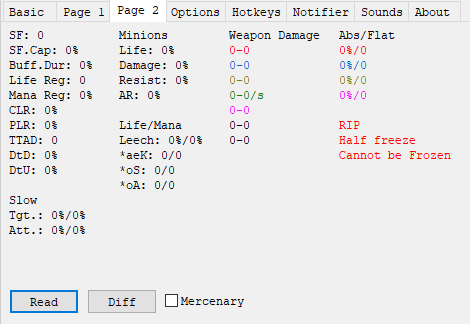 Basic Page 1 Page 2 Options Hotkeys Notifier Sounds About
SF: 0 Minions Weapon Damage Abs/Flat
SF.Cap: 0% Life: 0% 0-0 0%/0
Buff.Dur: 0% Damage: 0% 0-0 0%/0
Life Reg: 0 Resist: 0% 0-0 0%/0
Mana Reg: 0% AR: 0% 0-0/s 0%/0
CLR: 0% 0-0
PLR: 0% Life/Mana 0-0 RIP
TTAD: 0 Leech: 0%/0% 0-0 Half freeze
DtD: 0% *aeK: 0/0 Cannot be Frozen
DtU: 0% *oS: 0/0
*oA: 0/0
Slow
Tgt.: 0%/0%
Att.: 0%/0%
Read Diff Mercenary